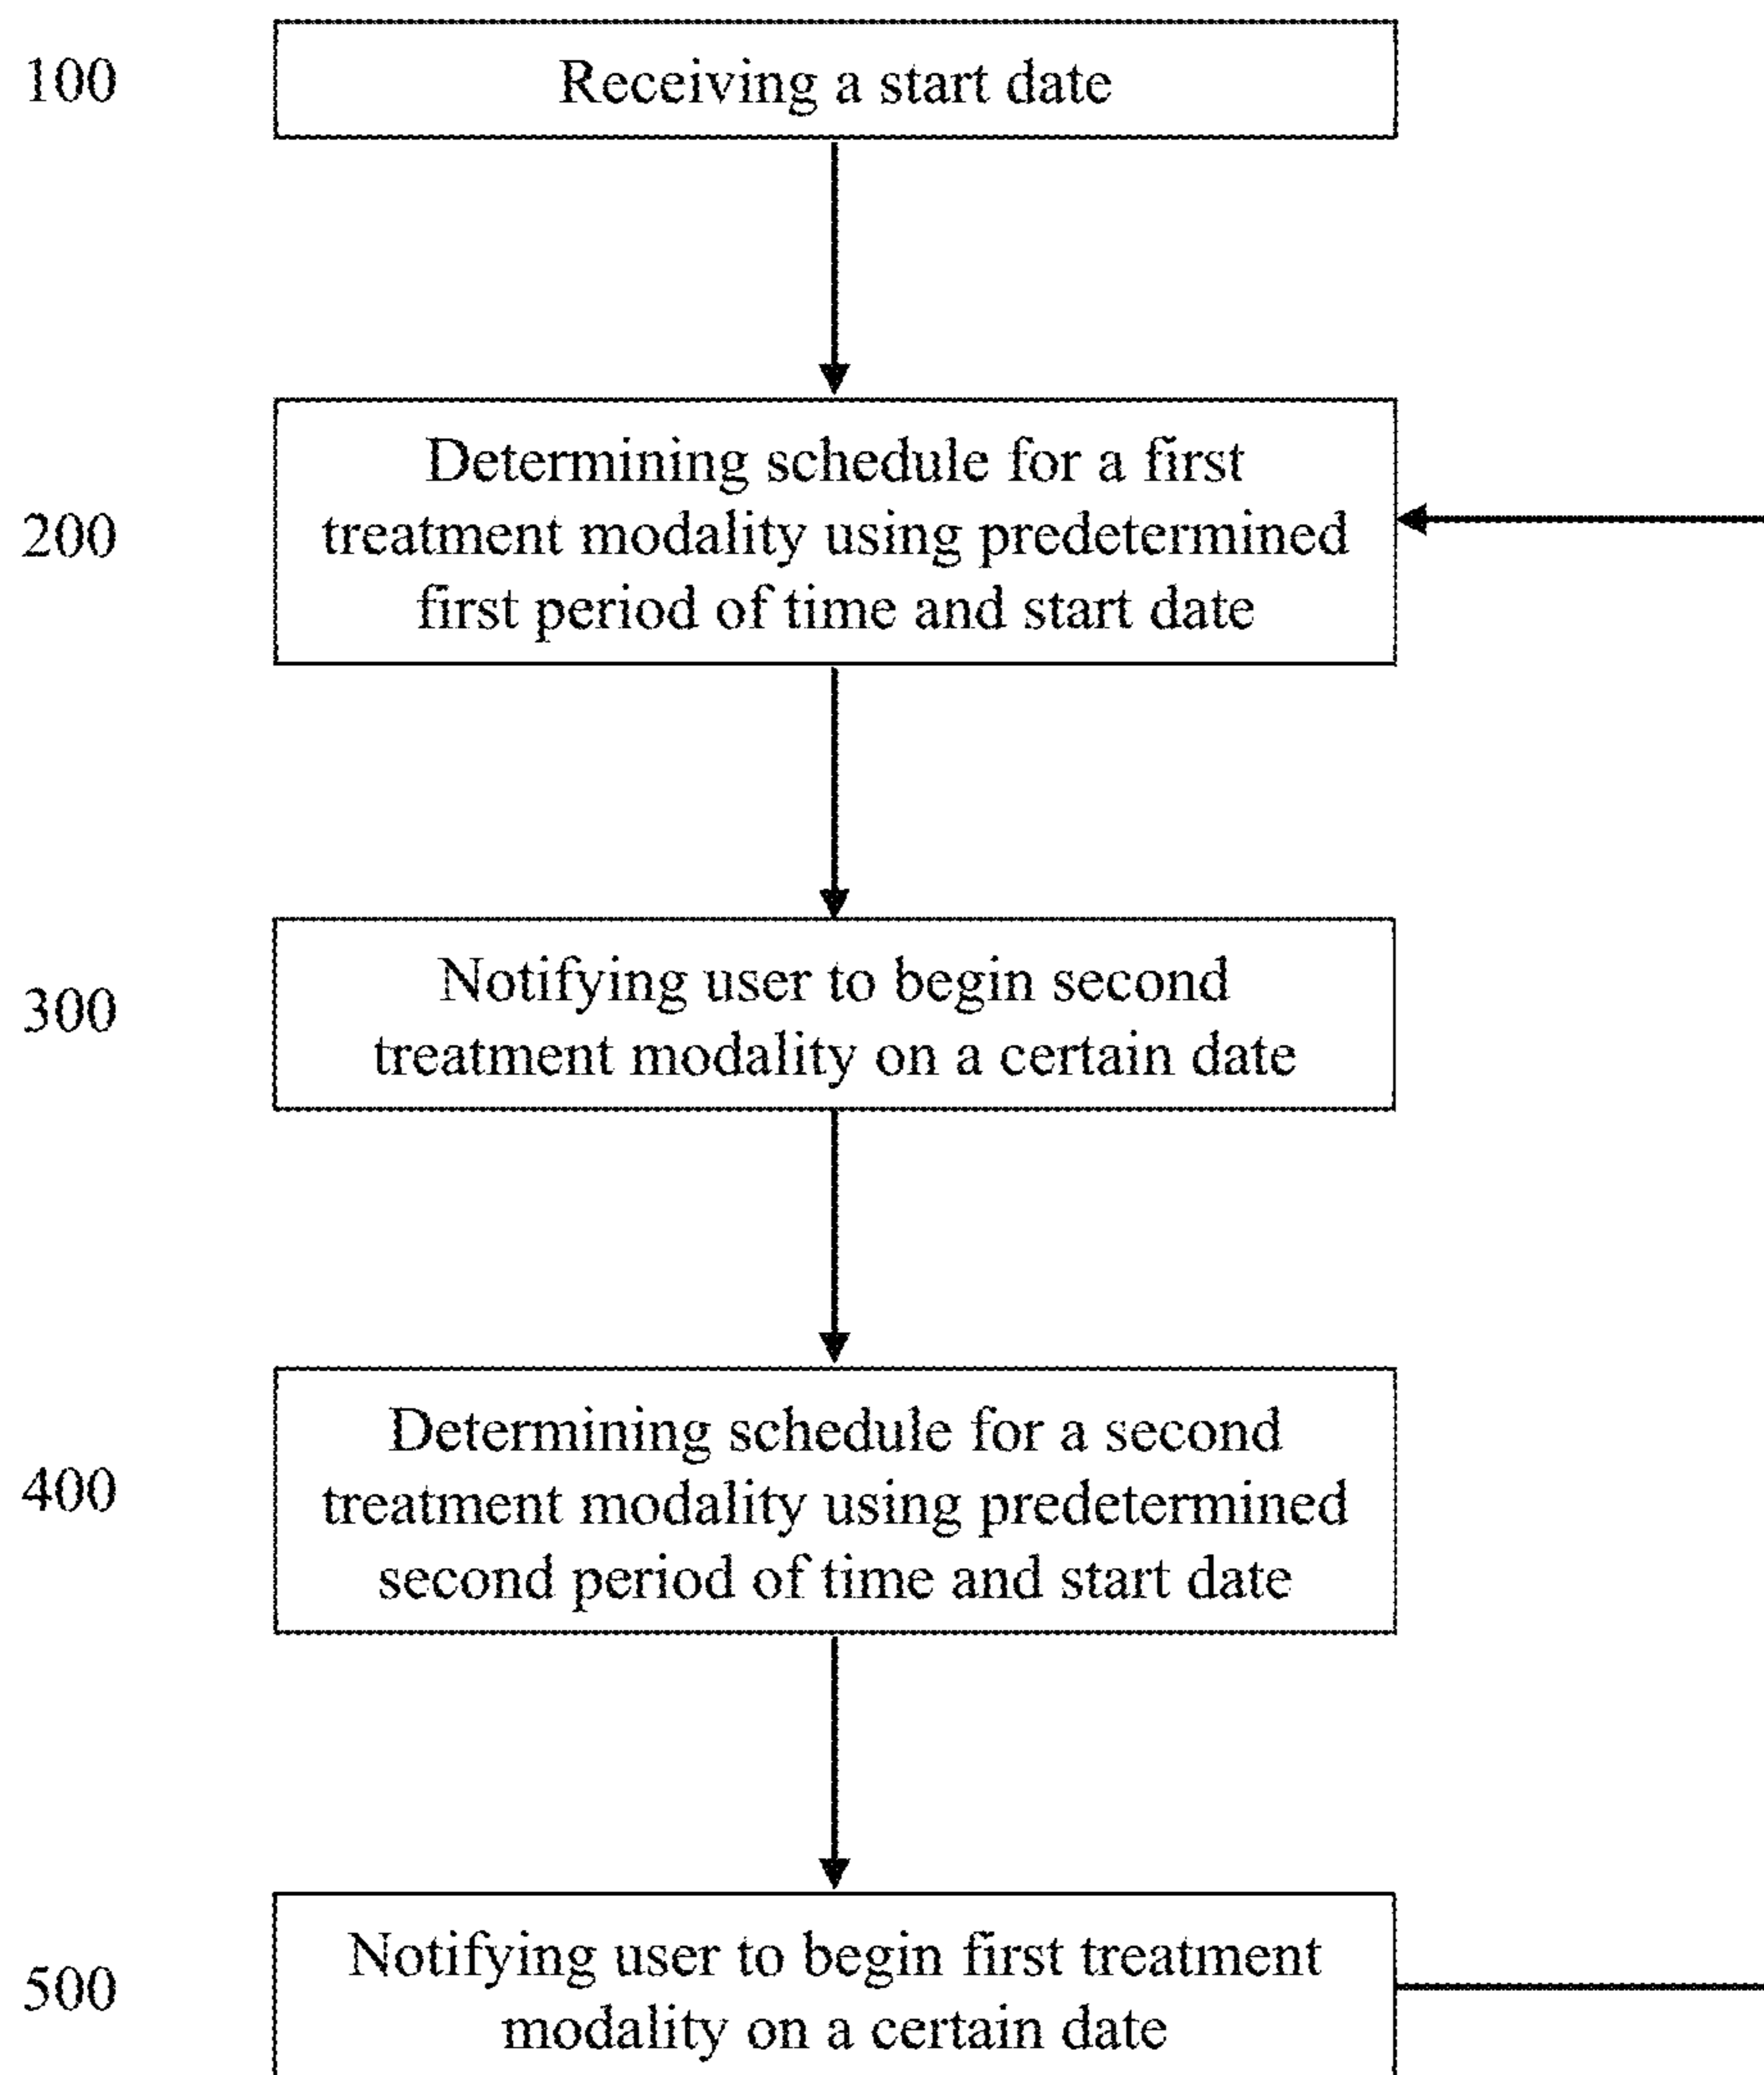 100
Receiving a start date
200
Determining schedule for a first
treatment modality using predetermined
first period of time and start date
300
Notifying user to begin second
treatment modality on a certain date
400
Determining schedule for a second
treatment modality using predetermined
second period of time and start date
500
Notifying user to begin first treatment
modality on a certain date